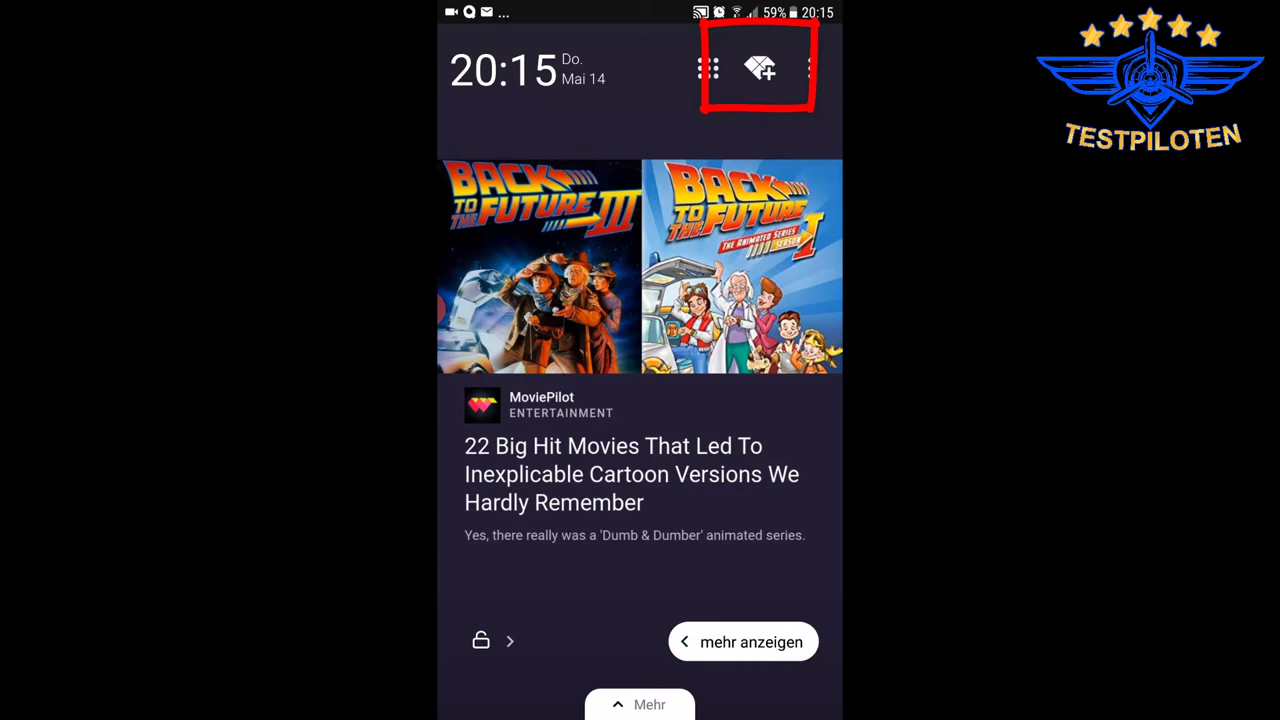 ... 59% 20:15
20:15 Do.
Mai 14
TESTPILOTEN
BACK
TO THE
FUTURE III
BACK
TO THE
FUTURE
THE ANIMATED SERIES
SEASON I
MoviePilot
ENTERTAINMENT
22 Big Hit Movies That Led To
Inexplicable Cartoon Versions We
Hardly Remember
Yes, there really was a 'Dumb & Dumber' animated series.
mehr anzeigen
Mehr